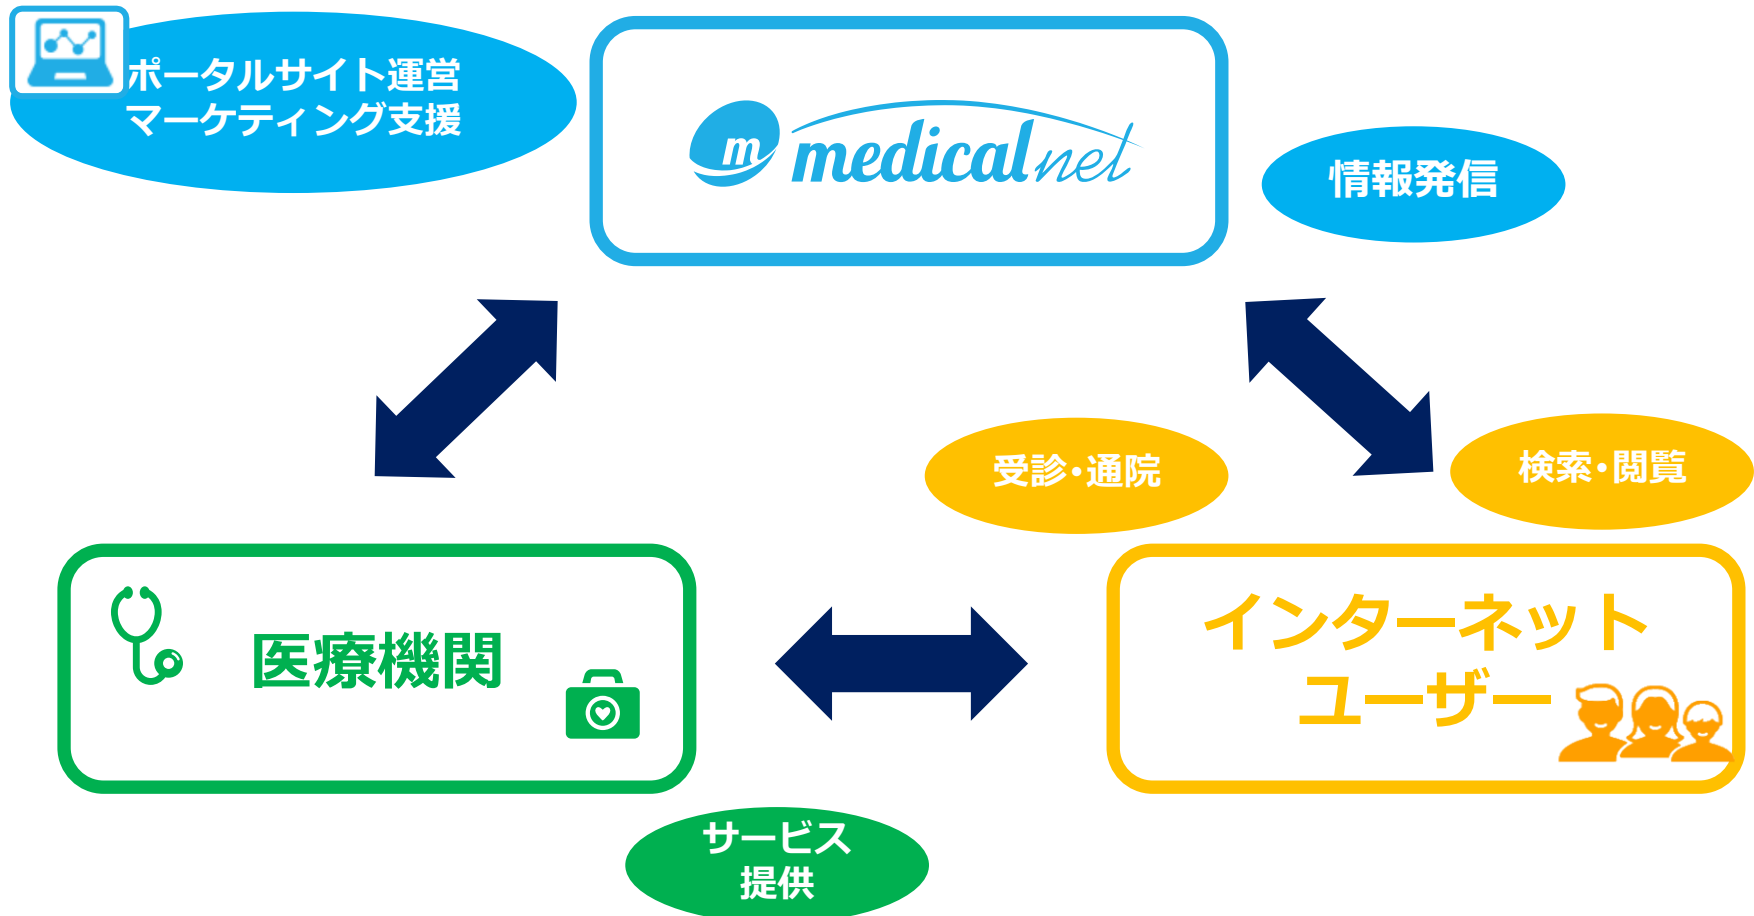 ポータルサイト運営
マーケティング支援
m medicalnet
情報発信
受診・通院
検索・閲覧
医療機関
インターネット
ユーザー
サービス
提供